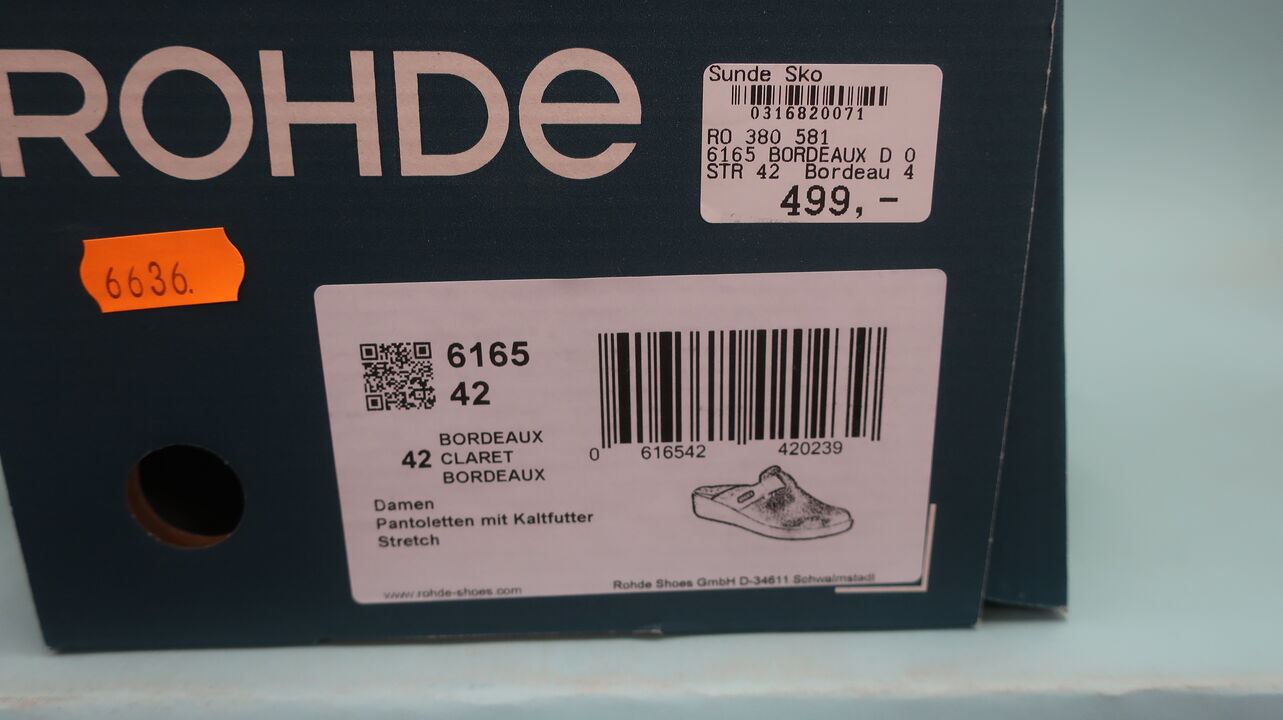 ROHDe
Sunde Sko
0316820071
RO 380 581
6165 BORDEAUX D 0
STR 42 Bordeau 4
499,-
6636.
6165
42
BORDEAUX
42 CLARET
BORDEAUX
0 616542 420239
Damen
Pantoletten mit Kaltfutter
Stretch
www.rohde-shoes.com
Rohde Shoes GmbH D-34611 Schwalmstadt